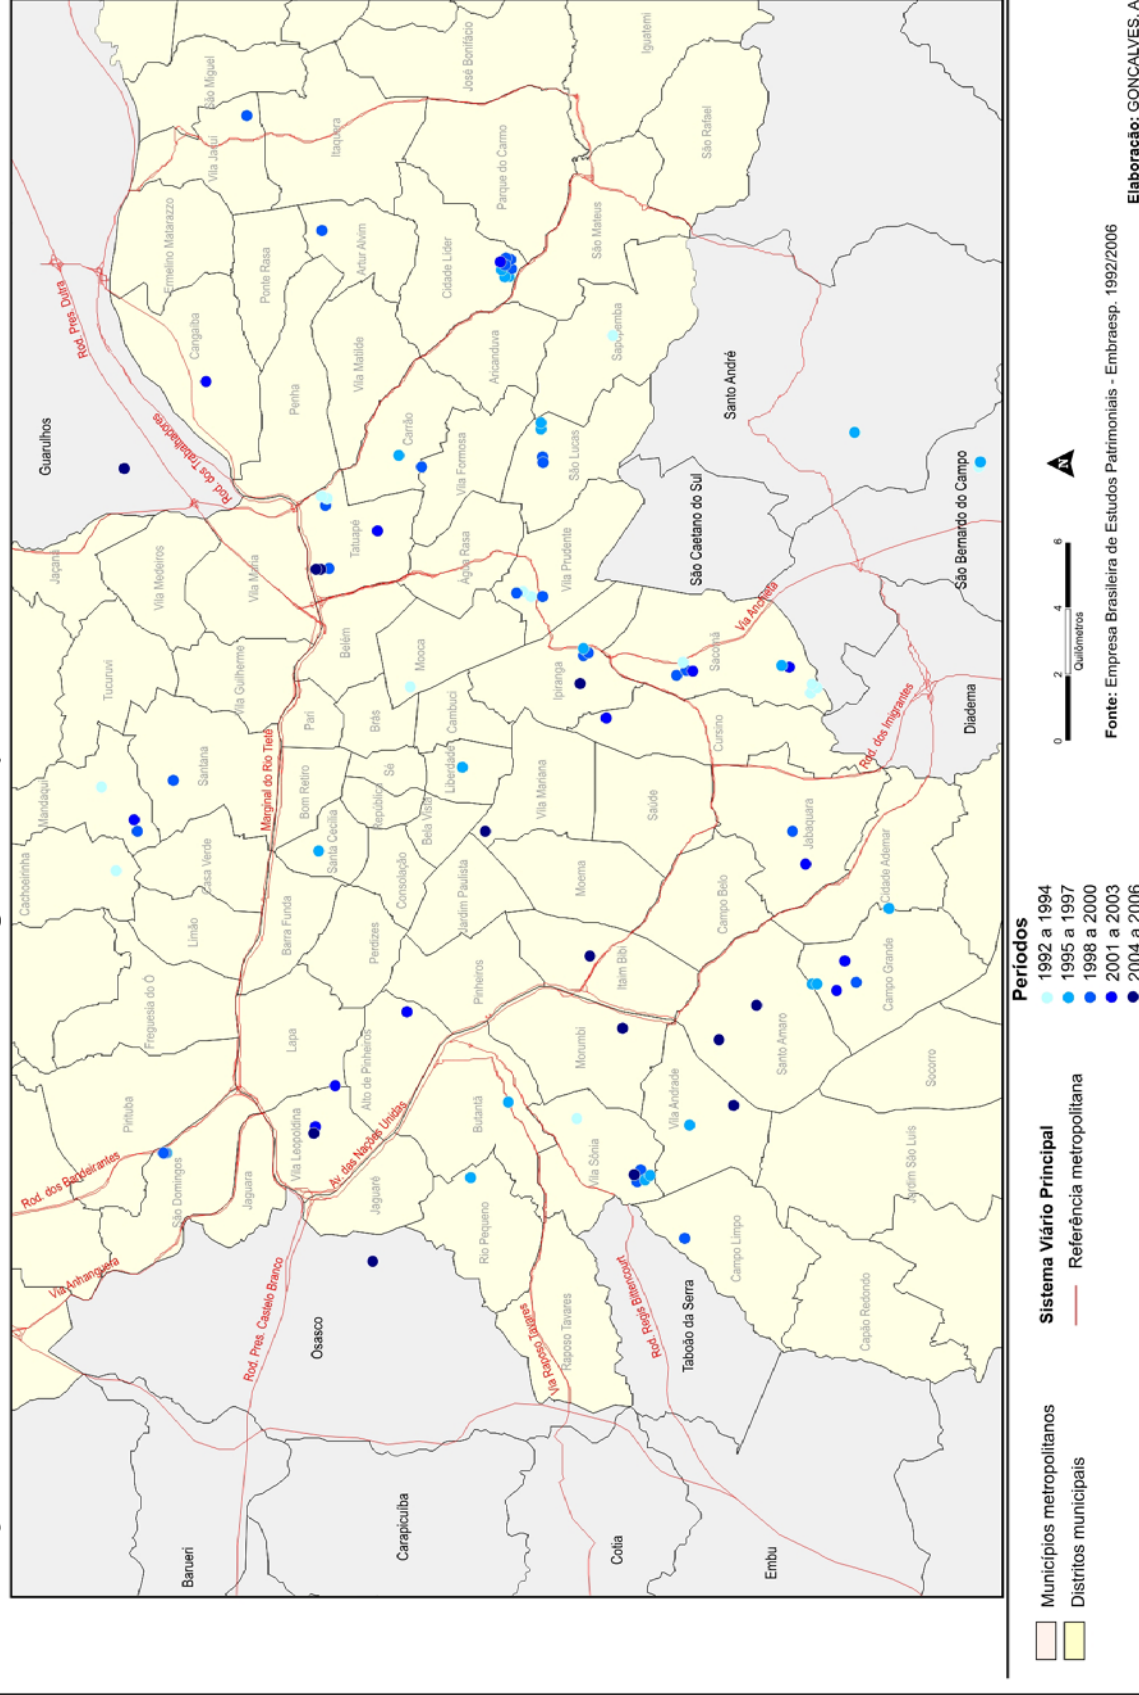 Guarulhos
Rod. Pres. Dutra
Rod. dos Trabalhadores
Jaçanã
Vila Medeiros
Vila Maria
Tucuruvi
Vila Guilherme
Mandaqui
Santana
Cachoeirinha
Casa Verde
Limão
Freguesia do Ó
Pirituba
Rod. dos Bandeirantes
São Domingos
Jaguara
Via Anhanguera
Marginal do Rio Tietê
Cangaiba
Ermelino Matarazzo
Vila Jacuí
São Miguel
Ponte Rasa
Itaquera
Penha
Vila Matilde
Artur Alvim
Cidade Líder
Parque do Carmo
José Bonifácio
Iguatemi
São Rafael
São Mateus
Sapopemba
Aricanduva
Carrão
Vila Formosa
São Lucas
Tatuapé
Água Rasa
Vila Prudente
Belém
Mooca
Pari
Brás
Cambuci
Ipiranga
Bom Retiro
Sé
República
Liberdade
Bela Vista
Santa Cecília
Consolação
Vila Mariana
Cursino
Sacomã
Saúde
Jabaquara
Barra Funda
Perdizes
Jardim Paulista
Moema
Campo Belo
Cidade Ademar
Pinheiros
Itaim Bibi
Campo Grande
Lapa
Alto de Pinheiros
Morumbi
Santo Amaro
Socorro
Vila Leopoldina
Av. das Nações Unidas
Butantã
Vila Sônia
Vila Andrade
Jardim São Luís
Jaguaré
Rio Pequeno
Campo Limpo
Capão Redondo
Raposo Tavares
Via Raposo Tavares
Rod. Regis Bittencourt
Rod. Pres. Castelo Branco
Osasco
Taboão da Serra
Barueri
Carapicuíba
Cotia
Embu
Santo André
São Caetano do Sul
São Bernardo do Campo
Diadema
Via Anchieta
Rod. dos Imigrantes
Municípios metropolitanos
Distritos municipais
Sistema Viário Principal
Referência metropolitana
Períodos
1992 a 1994
1995 a 1997
1998 a 2000
2001 a 2003
2004 a 2006
0 2 4 6
Quilômetros
N
Fonte: Empresa Brasileira de Estudos Patrimoniais - Embraesp. 1992/2006
Elaboração: GONÇALVES, A